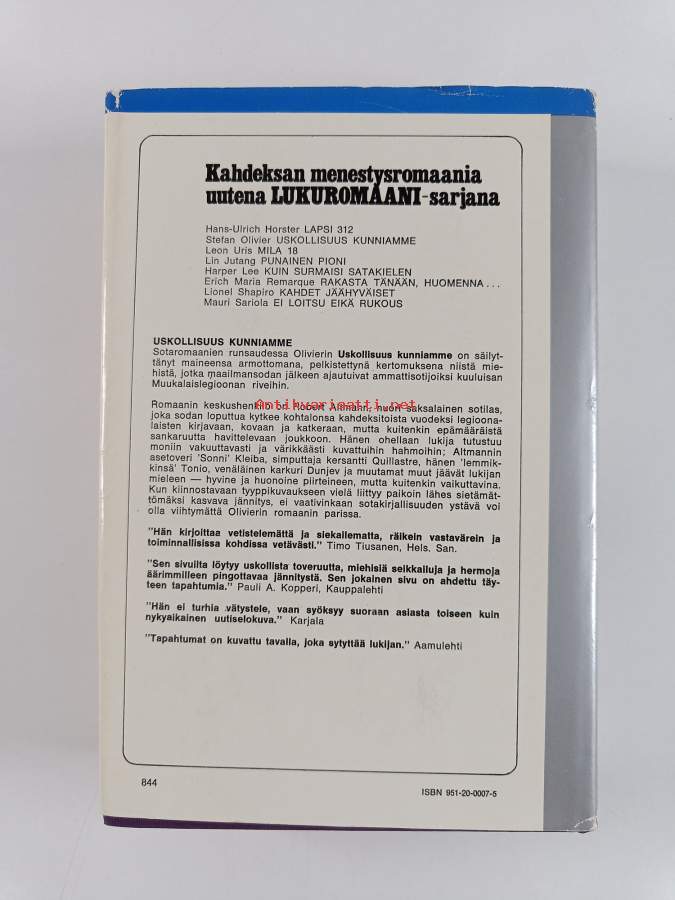 Kahdeksan menestysromaania
uutena LUKUROMAANI-sarjana
Hans-Ulrich Horster LAPSI 312
Stefan Olivier USKOLLISUUS KUNNIAMME
Leon Uris MILA 18
Lin Jutang PUNAINEN PIONI
Harper Lee KUIN SURMAISI SATAKIELEN
Erich Maria Remarque RAKASTA TÄNÄÄN, HUOMENNA...
Lionel Shapiro KAHDET JÄÄHYVÄISET
Mauri Sariola EI LOITSU EIKÄ RUKOUS
USKOLLISUUS KUNNIAMME
Sotaromaanien runsaudessa Olivierin Uskollisuus kunniamme on säilyt-
tänyt maineensa armottomana, pelkistettynä kertomuksena niistä mie-
histä, jotka maailmansodan jälkeen ajautuivat ammattisotijoiksi kuuluisan
Muukalaislegioonan riveihin.
Romaanin keskushenkilö on Robert Altmann, nuori saksalainen sotilas,
Antikvariaatti.net
joka sodan loputtua kytkee kohtalonsa kahdeksitoista vuodeksi legioona-
laisten kirjavaan, kovaan ja katkeraan, mutta kuitenkin epämääräistä
sankaruutta havittelevaan joukkoon. Hänen ohellaan lukija tutustuu
moniin vakuuttavasti ja värikkäästi kuvattuihin hahmoihin; Altmannin
asetoveri 'Sonni' Kleiba, simputtaja kersantti Quillastre, hänen 'lemmik-
kinsä' Tonio, venäläinen karkuri Dunjev ja muutamat muut jäävät lukijan
mieleen — hyvine ja huonoine piirteineen, mutta kuitenkin vaikuttavina.
Kun kiinnostavaan tyyppikuvaukseen vielä liittyy paikoin lähes sietämät-
tömäksi kasvava jännitys, ei vaativinkaan sotakirjallisuuden ystävä voi
olla viihtymättä Olivierin romaanin parissa.
"Hän kirjoittaa vetistelemättä ja siekailematta, räikein vastavärein ja
toiminnallisissa kohdissa vetävästi." Timo Tiusanen, Hels. San.
"Sen sivuilta löytyy uskollista toveruutta, miehisiä seikkailuja ja hermoja
äärimmilleen pingottavaa jännitystä. Sen jokainen sivu on ahdettu täy-
teen tapahtumia." Pauli A. Kopperi, Kauppalehti
"Hän ei turhia vätystele, vaan syöksyy suoraan asiasta toiseen kuin
nykyaikainen uutiselokuva." Karjala
"Tapahtumat on kuvattu tavalla, joka sytyttää lukijan." Aamulehti
844
ISBN 951-20-0007-5